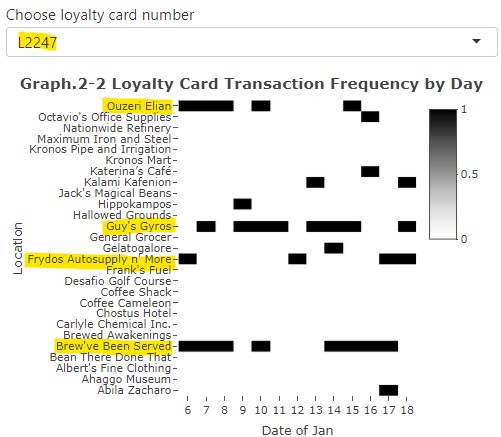 Choose loyalty card number
L2247
Graph.2-2 Loyalty Card Transaction Frequency by Day
Ouzeri Elian
Octavio's Office Supplies
Nationwide Refinery
Maximum Iron and Steel
Kronos Pipe and Irrigation
Kronos Mart
Katerina's Café
Kalami Kafenion
Jack's Magical Beans
Hippokampos
Hallowed Grounds
Guy's Gyros
General Grocer
Gelatogalore
Frydos Autosupply n' More
Frank's Fuel
Desafio Golf Course
Coffee Shack
Coffee Cameleon
Chostus Hotel
Carlyle Chemical Inc.
Brewed Awakenings
Brew've Been Served
Bean There Done That
Albert's Fine Clothing
Ahaggo Museum
Abila Zacharo
Location
1
0.5
0
6 7 8 9 10 11 12 13 14 15 16 17 18
Date of Jan